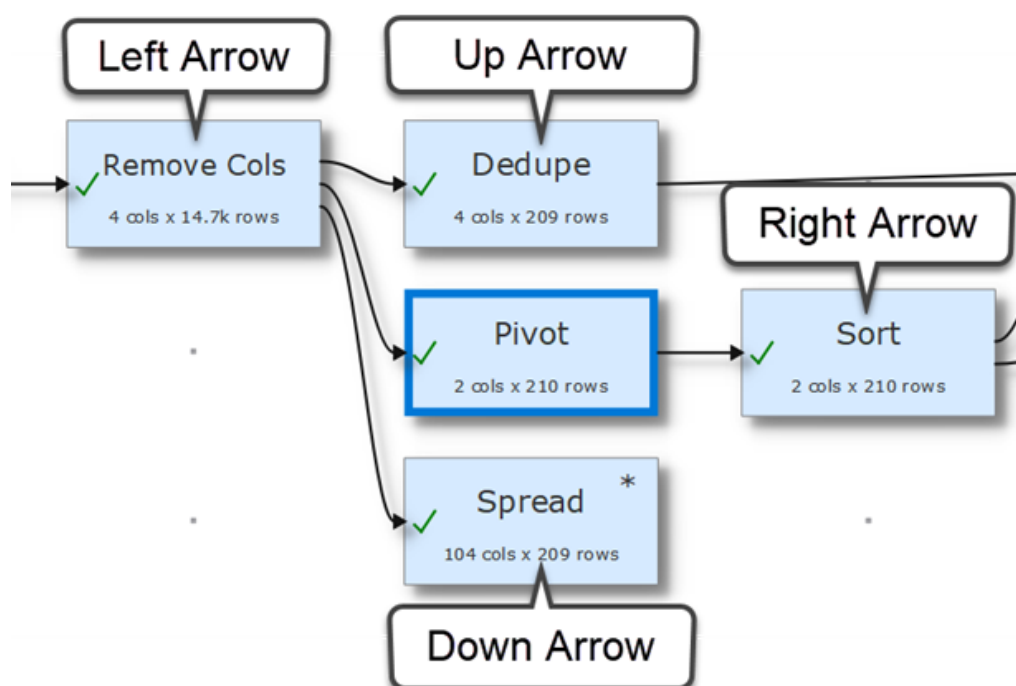 Left Arrow
Up Arrow
Remove Cols
4 cols x 14.7k rows
Dedupe
4 cols x 209 rows
Right Arrow
Pivot
2 cols x 210 rows
Sort
2 cols x 210 rows
Spread *
104 cols x 209 rows
Down Arrow